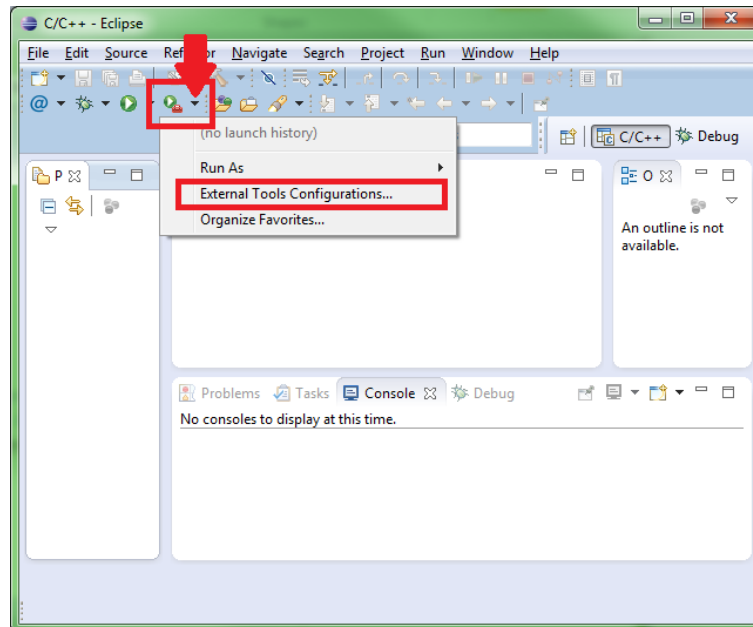 C/C++ - Eclipse
File Edit Source Refactor Navigate Search Project Run Window Help
(no launch history)
C/C++ Debug
Run As
External Tools Configurations...
Organize Favorites...
P
O
An outline is not
available.
Problems Tasks Console Debug
No consoles to display at this time.